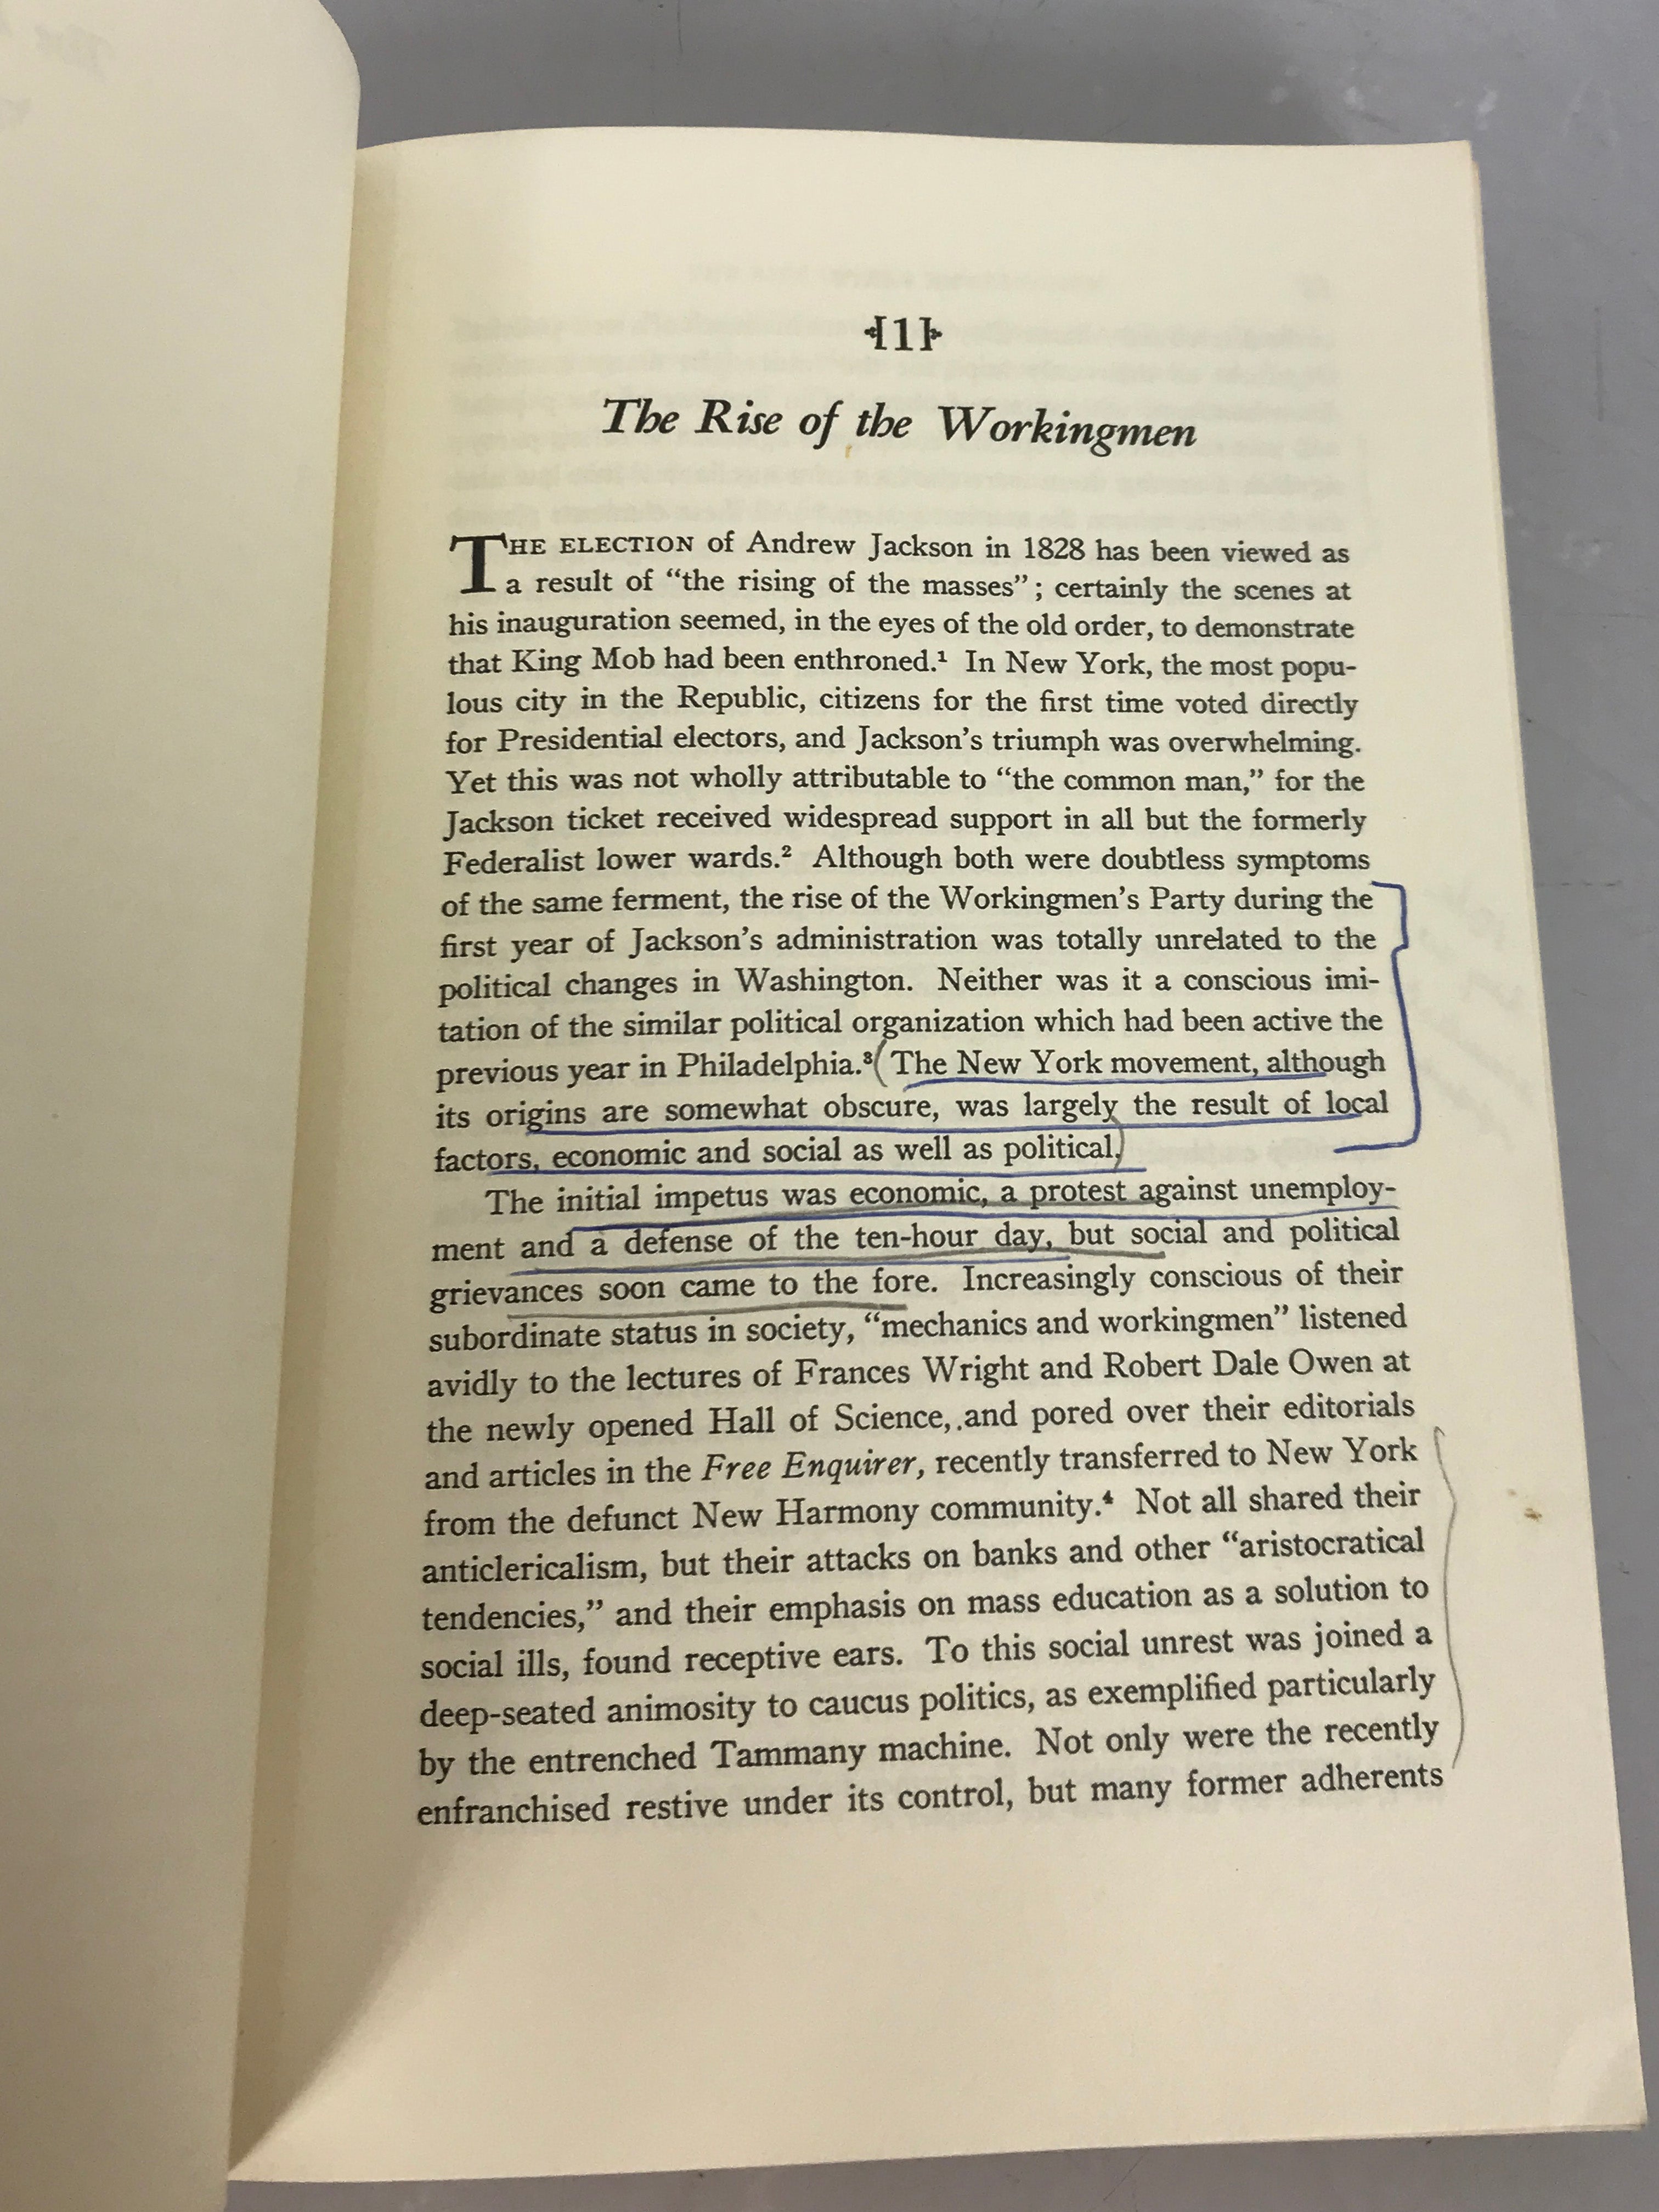 [1]
The Rise of the Workingmen
THE ELECTION of Andrew Jackson in 1828 has been viewed as
a result of “the rising of the masses”; certainly the scenes at
his inauguration seemed, in the eyes of the old order, to demonstrate
that King Mob had been enthroned.¹ In New York, the most popu-
lous city in the Republic, citizens for the first time voted directly
for Presidential electors, and Jackson’s triumph was overwhelming.
Yet this was not wholly attributable to “the common man,” for the
Jackson ticket received widespread support in all but the formerly
Federalist lower wards.² Although both were doubtless symptoms
of the same ferment, the rise of the Workingmen’s Party during the
first year of Jackson’s administration was totally unrelated to the
political changes in Washington. Neither was it a conscious imi-
tation of the similar political organization which had been active the
previous year in Philadelphia.³ (The New York movement, although
its origins are somewhat obscure, was largely the result of local
factors, economic and social as well as political.)
The initial impetus was economic, a protest against unemploy-
ment and a defense of the ten-hour day, but social and political
grievances soon came to the fore. Increasingly conscious of their
subordinate status in society, “mechanics and workingmen” listened
avidly to the lectures of Frances Wright and Robert Dale Owen at
the newly opened Hall of Science, and pored over their editorials
and articles in the Free Enquirer, recently transferred to New York
from the defunct New Harmony community.⁴ Not all shared their
anticlericalism, but their attacks on banks and other “aristocratical
tendencies,” and their emphasis on mass education as a solution to
social ills, found receptive ears. To this social unrest was joined a
deep-seated animosity to caucus politics, as exemplified particularly
by the entrenched Tammany machine. Not only were the recently
enfranchised restive under its control, but many former adherents